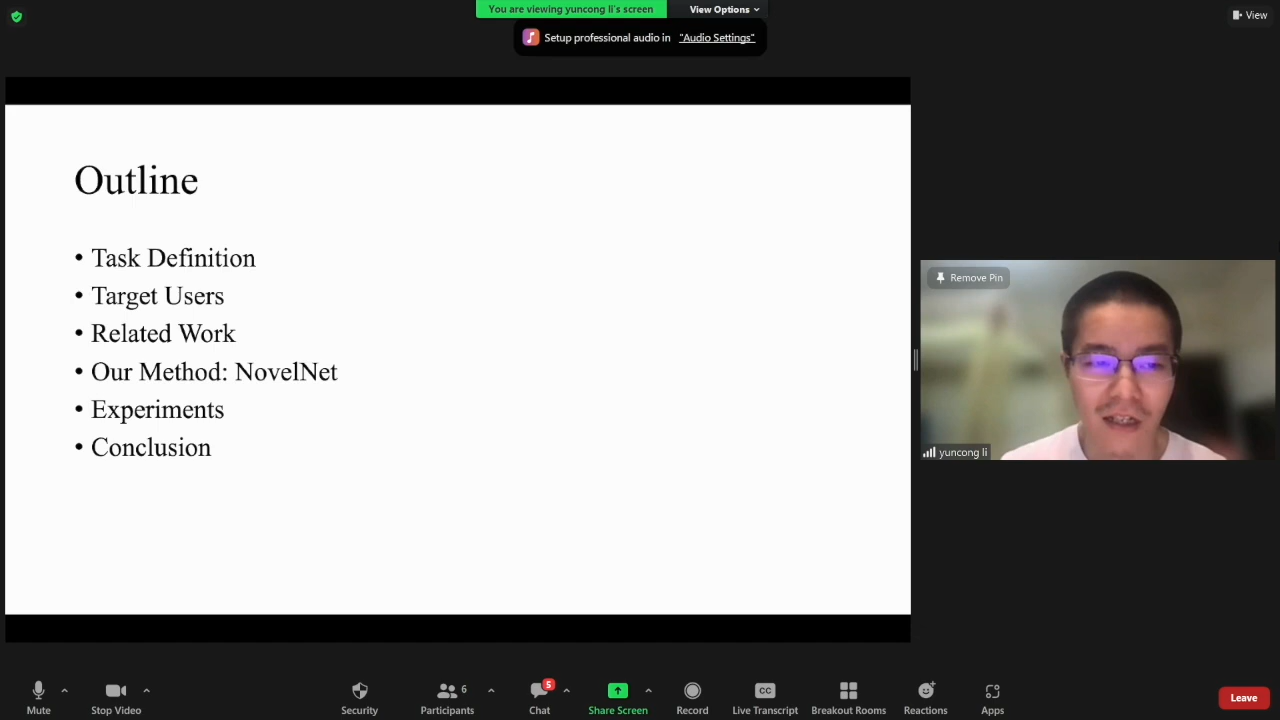 You are viewing yuncong li's screen
View Options
View
Setup professional audio in "Audio Settings"
Outline
• Task Definition
• Target Users
• Related Work
• Our Method: NovelNet
• Experiments
• Conclusion
Remove Pin
yuncong li
Mute
Stop Video
Security
6
Participants
5
Chat
Share Screen
Record
CC
Live Transcript
Breakout Rooms
Reactions
Apps
Leave